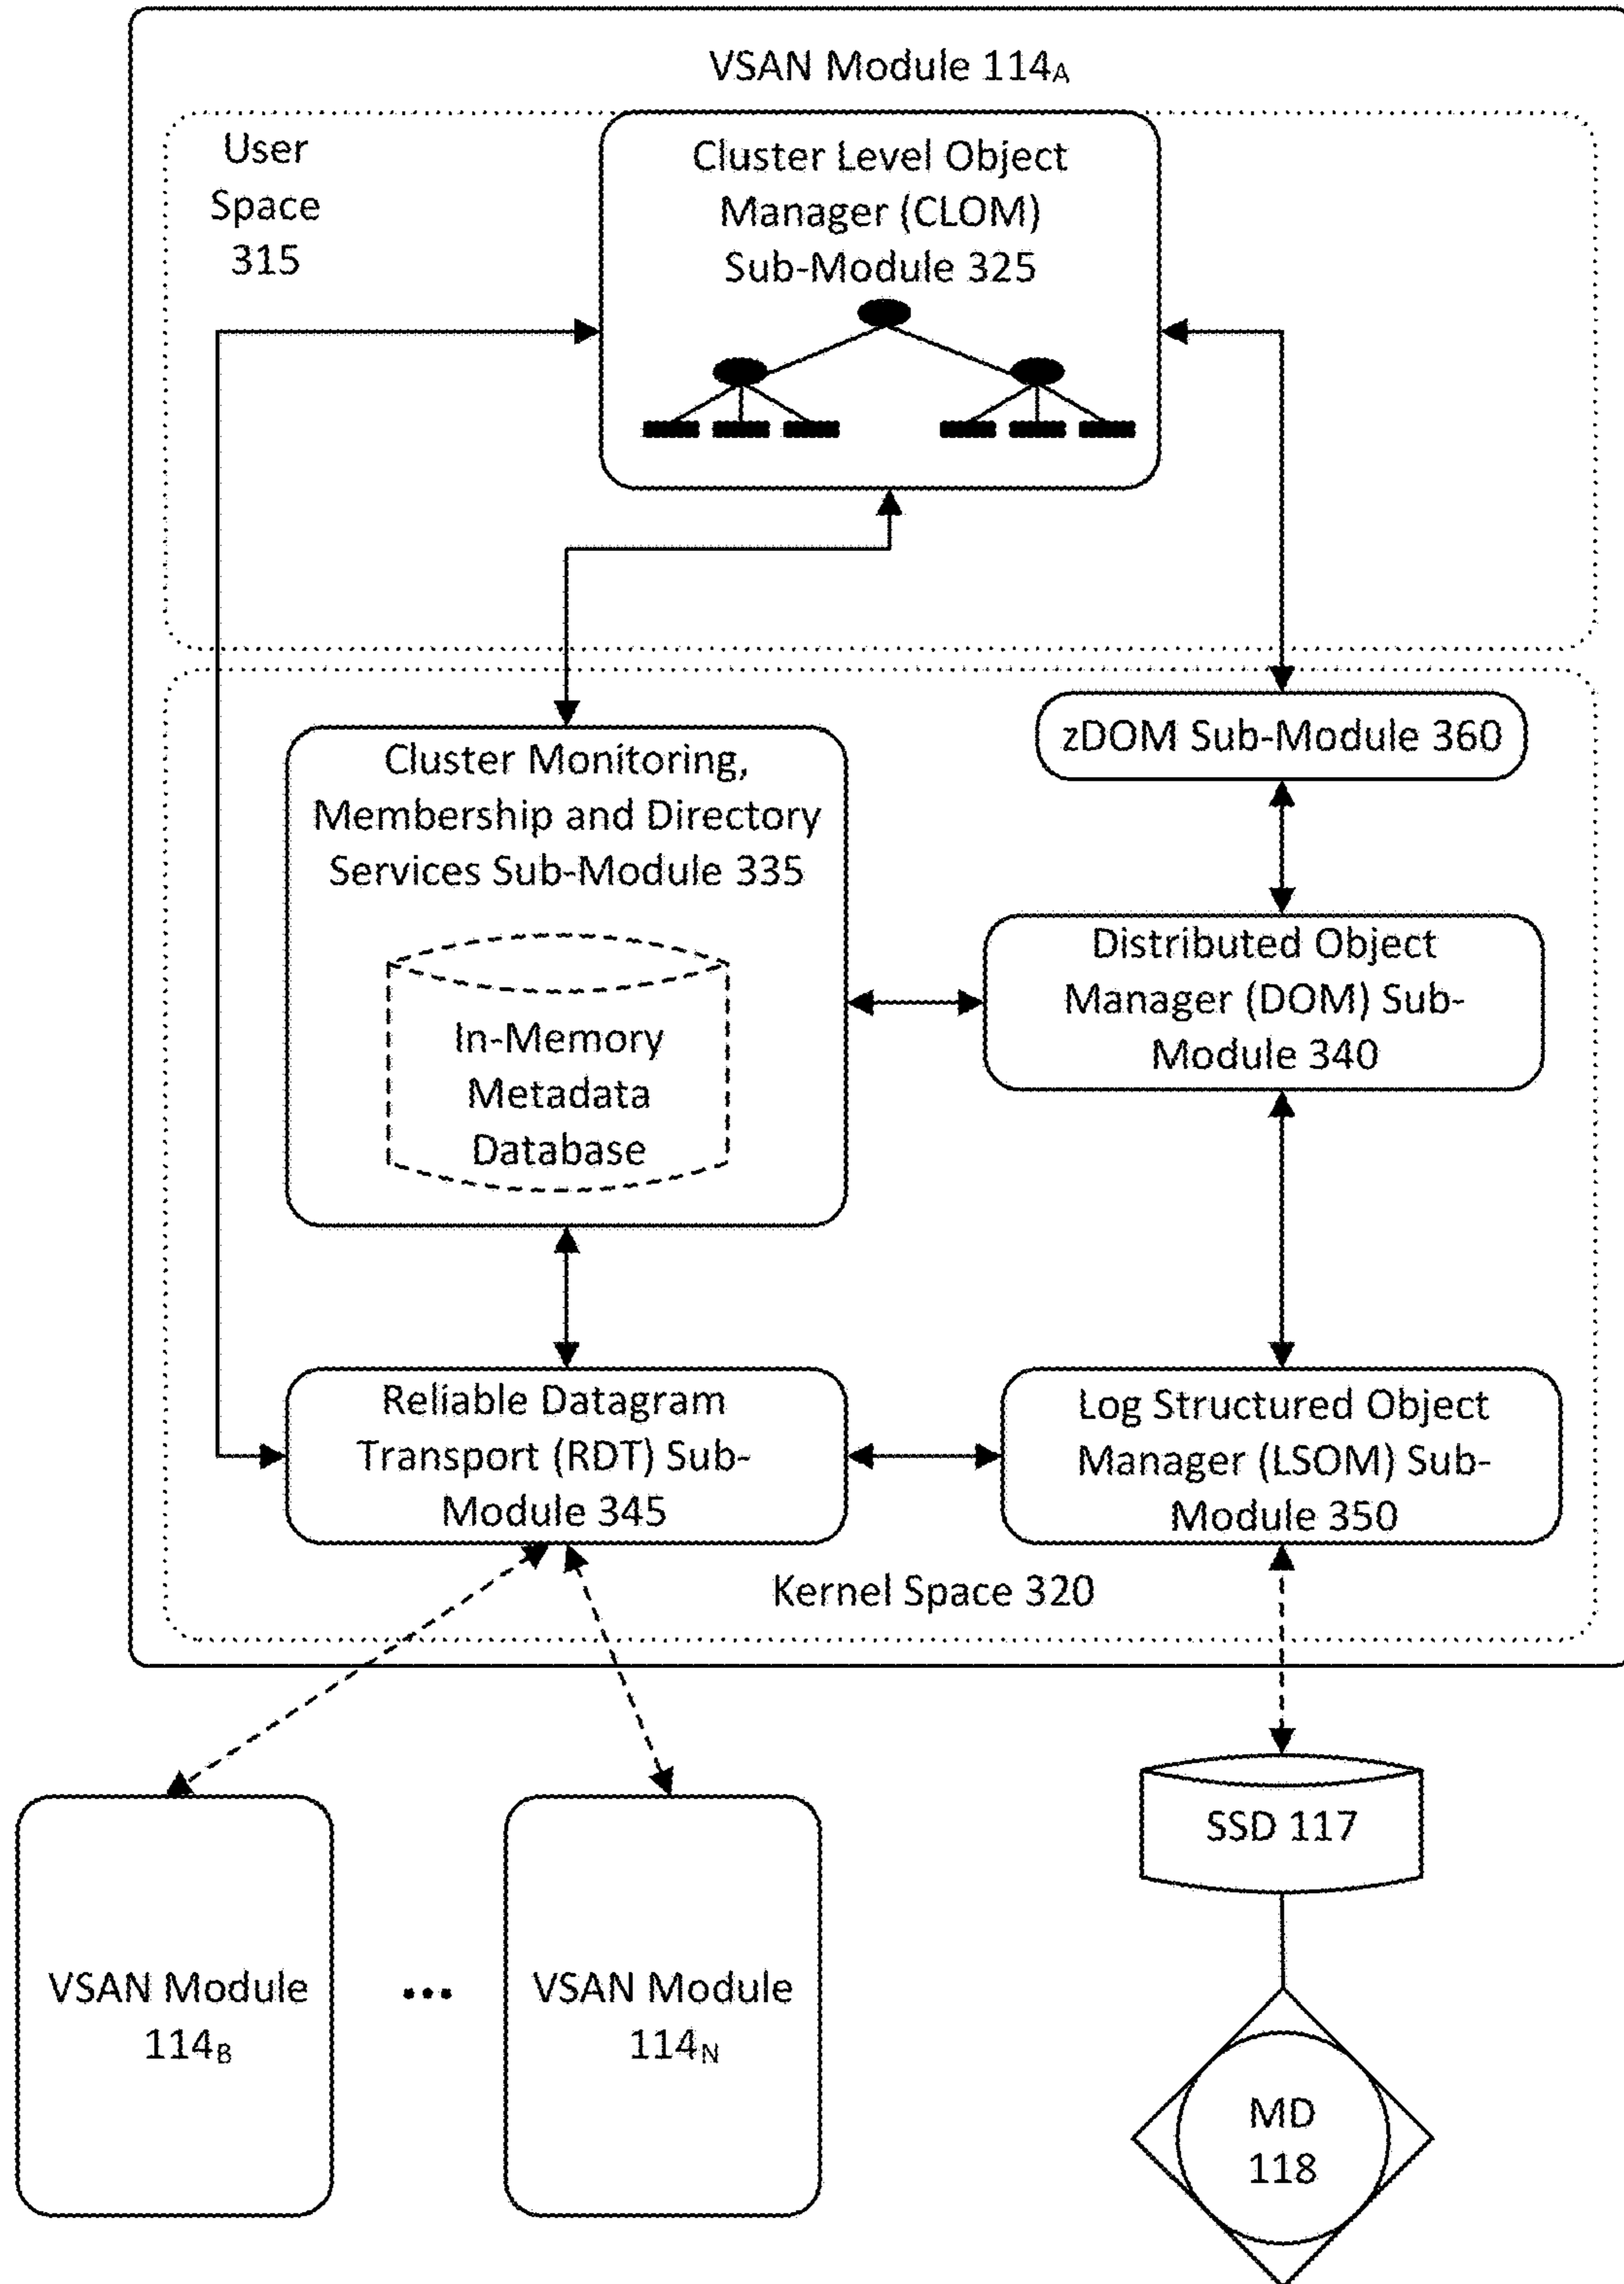 VSAN Module 114A
User
Space
315
Cluster Level Object
Manager (CLOM)
Sub-Module 325
Cluster Monitoring,
Membership and Directory
Services Sub-Module 335
In-Memory
Metadata
Database
zDOM Sub-Module 360
Distributed Object
Manager (DOM) Sub-
Module 340
Reliable Datagram
Transport (RDT) Sub-
Module 345
Log Structured Object
Manager (LSOM) Sub-
Module 350
Kernel Space 320
VSAN Module
114B
...
VSAN Module
114N
SSD 117
MD
118